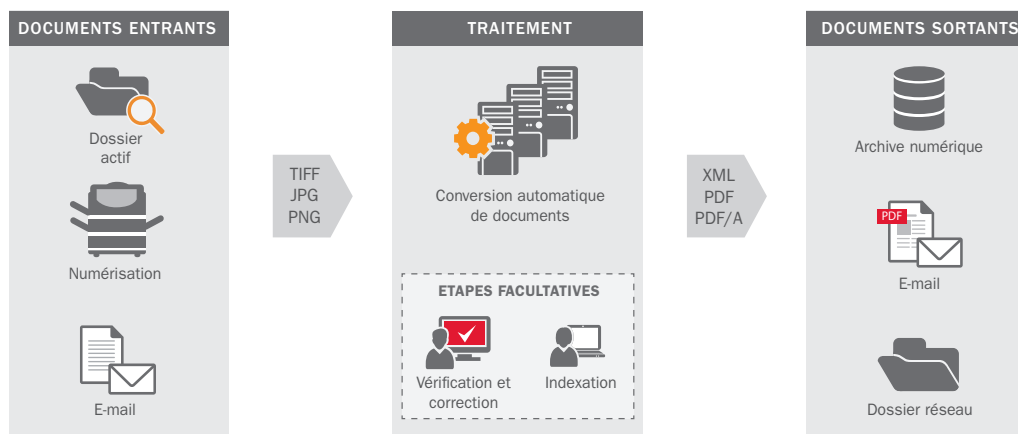 DOCUMENTS ENTRANTS
Dossier
actif
Numérisation
E-mail
TIFF
JPG
PNG
TRAITEMENT
Conversion automatique
de documents
ETAPES FACULTATIVES
Vérification et
correction
Indexation
XML
PDF
PDF/A
DOCUMENTS SORTANTS
Archive numérique
PDF
E-mail
Dossier réseau